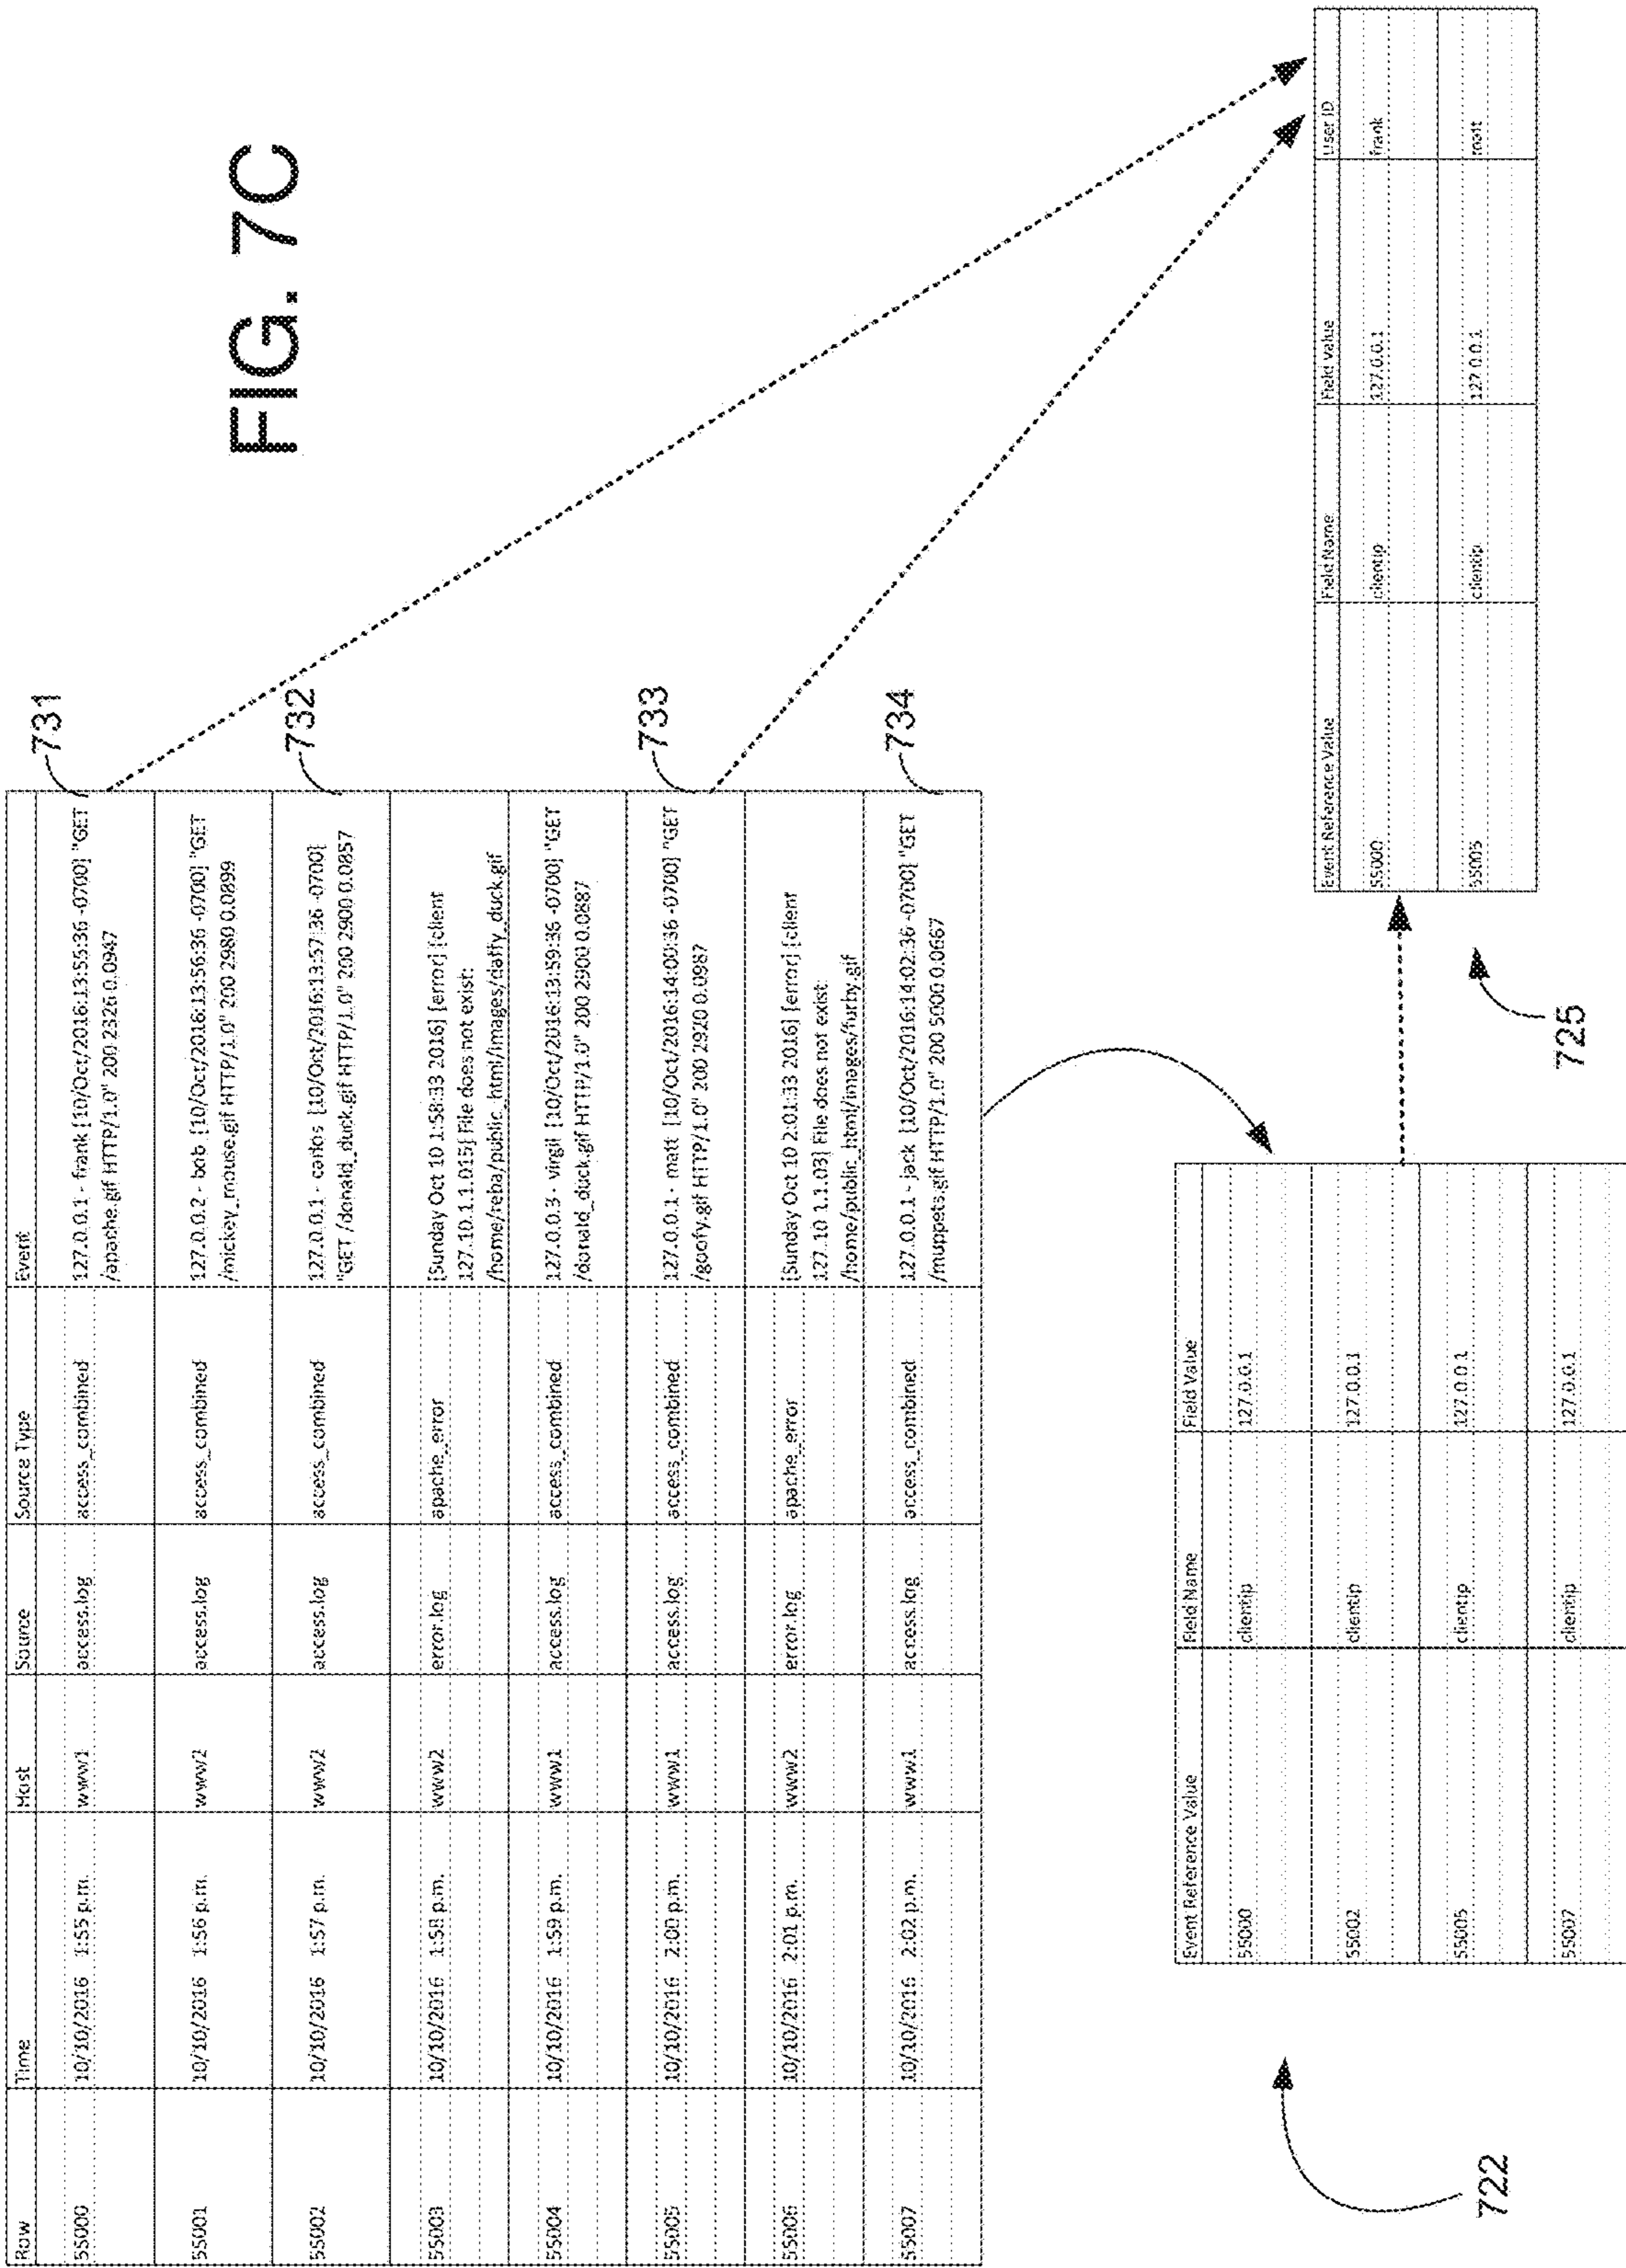 FIG. 7C
Row Time Host Source Source Type Event
55000 10/10/2016 1:55 p.m. www1 access.log access_combined 127.0.0.1 - frank [10/Oct/2016:13:55:36 -0700] "GET
/apache.gif HTTP/1.0" 200 2326 0.0947
731
55001 10/10/2016 1:56 p.m. www2 access.log access_combined 127.0.0.2 - bob [10/Oct/2016:13:56:36 -0700] "GET
/mickey_mouse.gif HTTP/1.0" 200 2980 0.0899
55002 10/10/2016 1:57 p.m. www2 access.log access_combined 127.0.0.1 - carlos [10/Oct/2016:13:57:36 -0700]
"GET /donald_duck.gif HTTP/1.0" 200 2900 0.0857
732
55003 10/10/2016 1:58 p.m. www2 error.log apache_error [Sunday Oct 10 1:58:33 2016] [error] [client
127.10.1.1.015] File does not exist:
/home/reba/public_html/images/daffy_duck.gif
55004 10/10/2016 1:59 p.m. www1 access.log access_combined 127.0.0.3 - virgil [10/Oct/2016:13:59:36 -0700] "GET
/donald_duck.gif HTTP/1.0" 200 2900 0.0887
55005 10/10/2016 2:00 p.m. www1 access.log access_combined 127.0.0.1 - matt [10/Oct/2016:14:00:36 -0700] "GET
/goofy.gif HTTP/1.0" 200 2920 0.0987
733
55006 10/10/2016 2:01 p.m. www2 error.log apache_error [Sunday Oct 10 2:01:33 2016] [error] [client
127.10.1.1.03] File does not exist:
/home/public_html/images/furby.gif
55007 10/10/2016 2:02 p.m. www1 access.log access_combined 127.0.0.1 - jack [10/Oct/2016:14:02:36 -0700] "GET
/muppets.gif HTTP/1.0" 200 5000 0.0667
734
722
Event Reference Value Field Name Field Value
55000 clientip 127.0.0.1
55002 clientip 127.0.0.1
55005 clientip 127.0.0.1
55007 clientip 127.0.0.1
725
Event Reference Value Field Name Field Value User ID
55000 clientip 127.0.0.1 frank
55005 clientip 127.0.0.1 matt